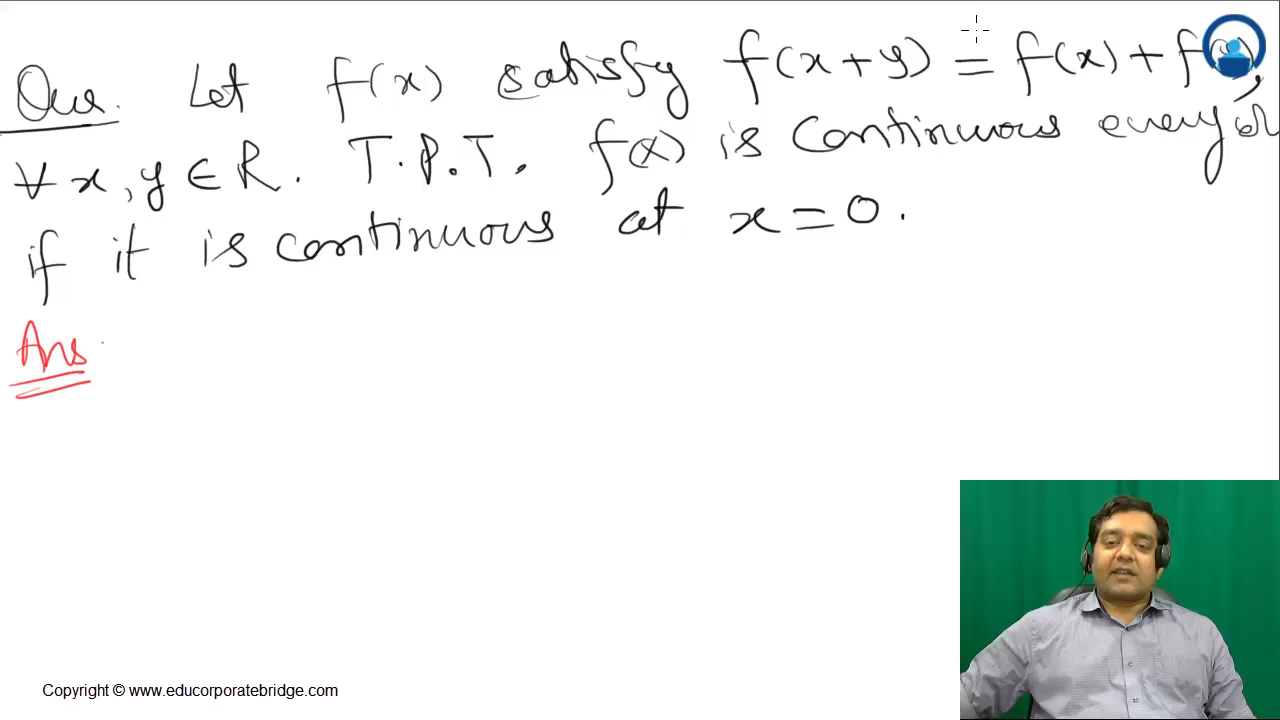 Que. Let f(x) satisfy f(x+y) = f(x) + f(y),
∀ x, y ∈ R. T.P.T. f(x) is continuous every
if it is continuous at x = 0.
Ans
Copyright © www.educorporatebridge.com